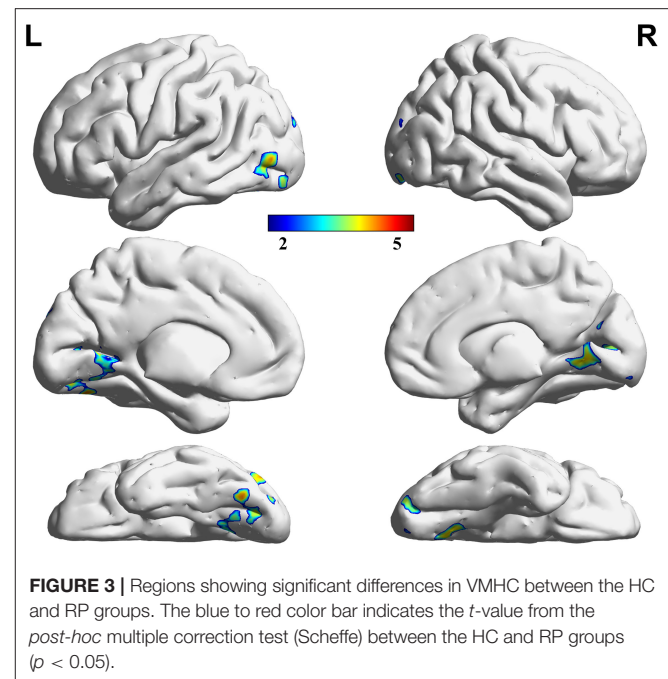 L R
2 5
FIGURE 3 | Regions showing significant differences in VMHC between the HC
and RP groups. The blue to red color bar indicates the t-value from the
post-hoc multiple correction test (Scheffe) between the HC and RP groups
(p < 0.05).